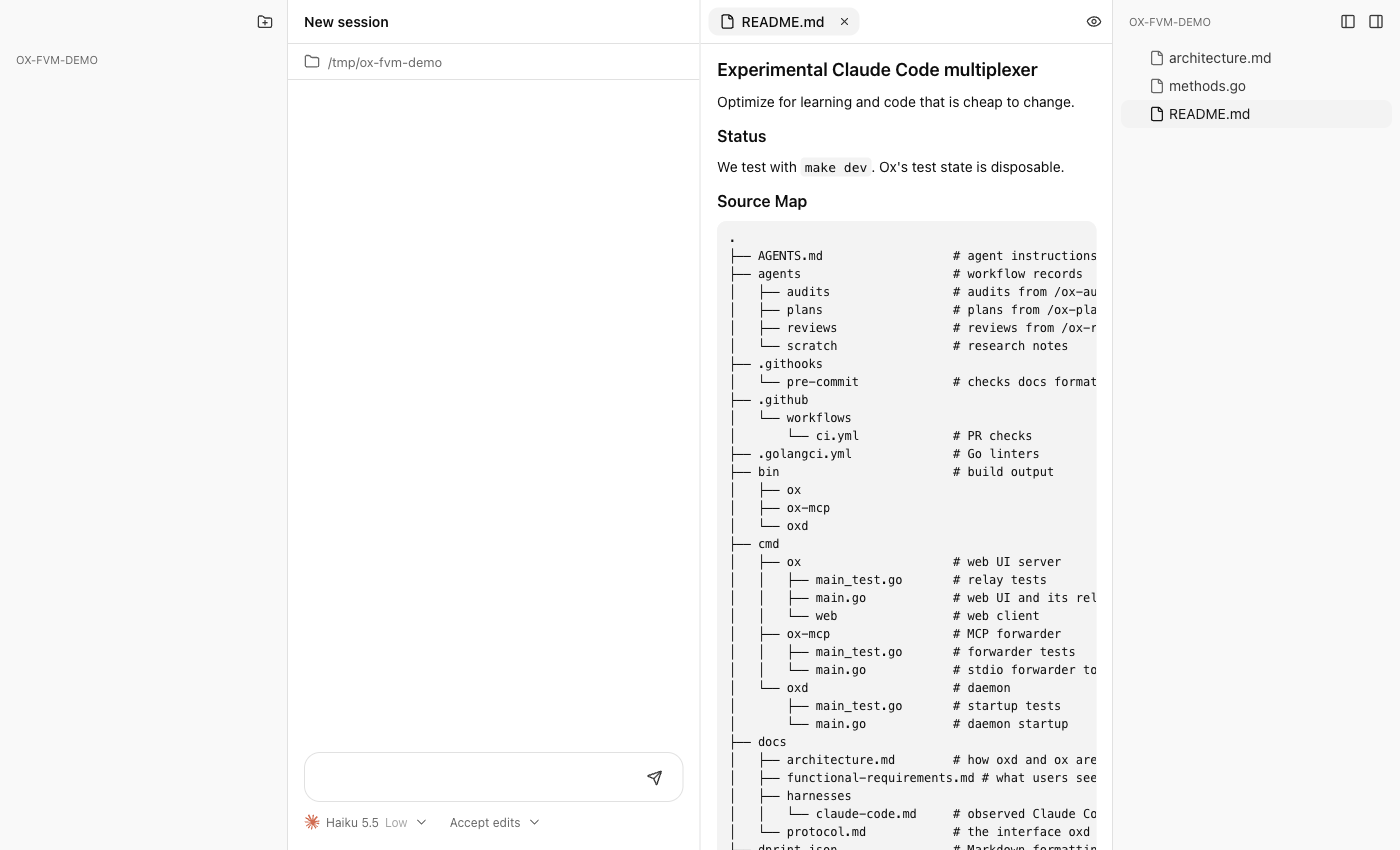 OX-FVM-DEMO
New session
/tmp/ox-fvm-demo
Haiku 5.5 Low
Accept edits
README.md
Experimental Claude Code multiplexer
Optimize for learning and code that is cheap to change.
Status
We test with make dev. Ox's test state is disposable.
Source Map
.
├── AGENTS.md # agent instructions
├── agents # workflow records
│   ├── audits # audits from /ox-au
│   ├── plans # plans from /ox-pla
│   ├── reviews # reviews from /ox-r
│   └── scratch # research notes
├── .githooks
│   └── pre-commit # checks docs format
├── .github
│   └── workflows
│       └── ci.yml # PR checks
├── .golangci.yml # Go linters
├── bin # build output
│   ├── ox
│   ├── ox-mcp
│   └── oxd
├── cmd
│   ├── ox # web UI server
│   │   ├── main_test.go # relay tests
│   │   ├── main.go # web UI and its rel
│   │   └── web # web client
│   ├── ox-mcp # MCP forwarder
│   │   ├── main_test.go # forwarder tests
│   │   └── main.go # stdio forwarder to
│   └── oxd # daemon
│       ├── main_test.go # startup tests
│       └── main.go # daemon startup
├── docs
│   ├── architecture.md # how oxd and ox are
│   ├── functional-requirements.md # what users see
│   ├── harnesses
│   │   └── claude-code.md # observed Claude Co
│   └── protocol.md # the interface oxd
├── dprint.json # Markdown formattin
OX-FVM-DEMO
architecture.md
methods.go
README.md